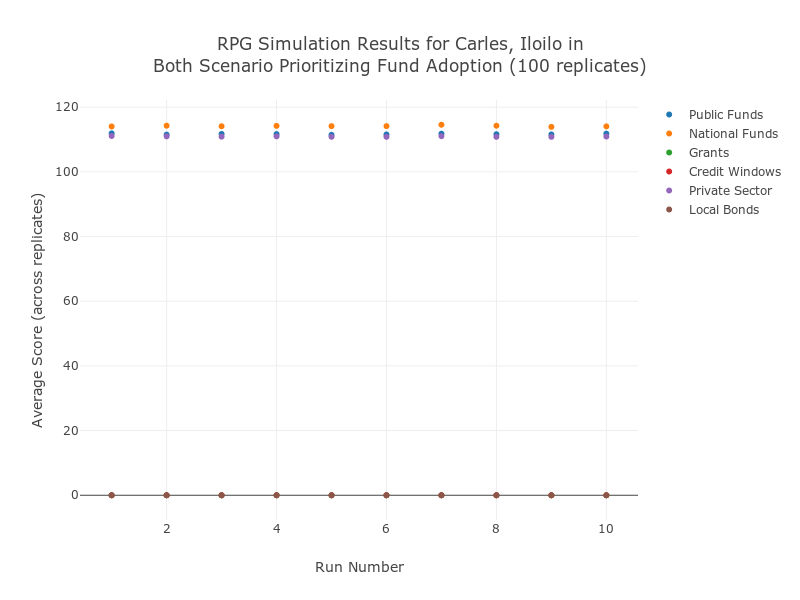 RPG Simulation Results for Carles, Iloilo in
Both Scenario Prioritizing Fund Adoption (100 replicates)
Average Score (across replicates)
120
100
80
60
40
20
0
2
4
6
8
10
Run Number
Public Funds
National Funds
Grants
Credit Windows
Private Sector
Local Bonds